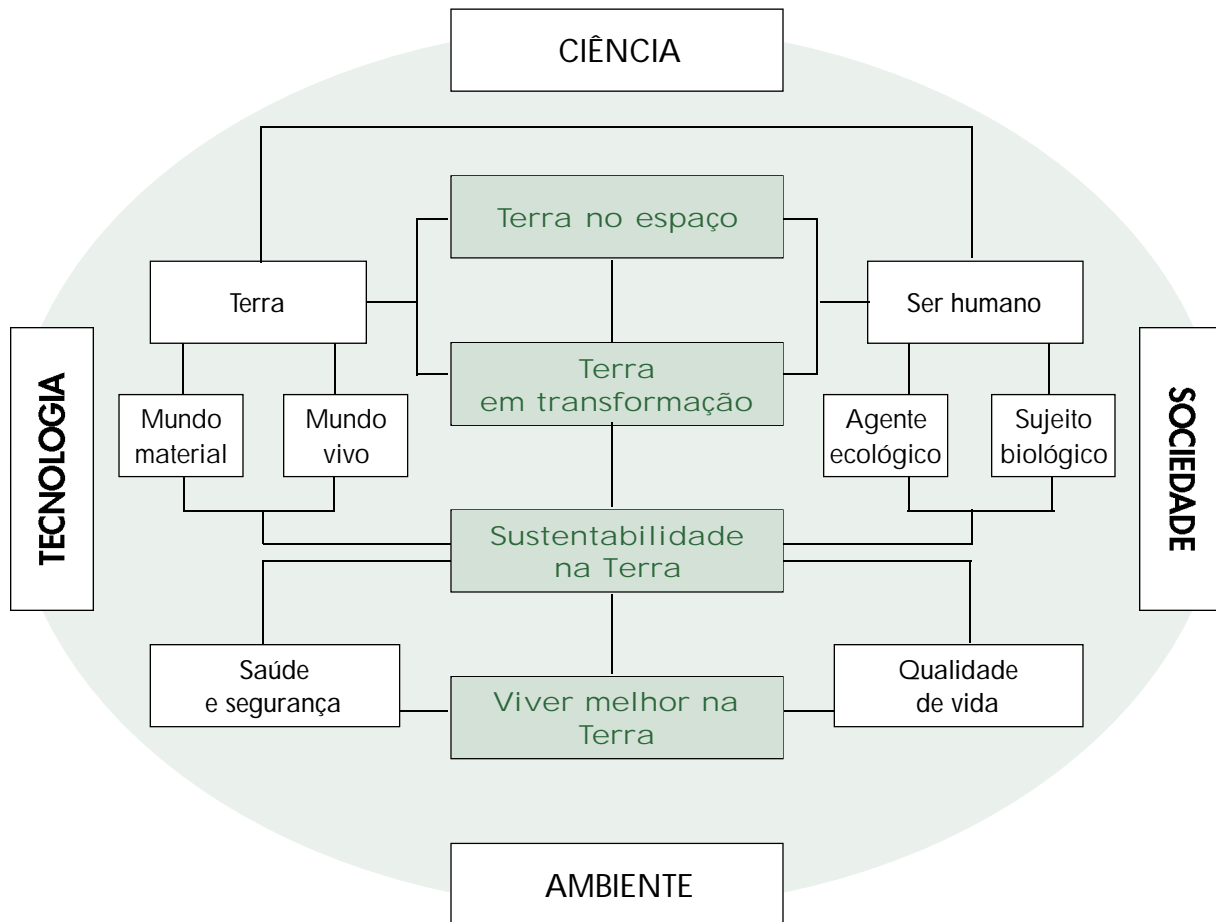 CIÊNCIA
Terra no espaço
Terra
Ser humano
Terra
em transformação
TECNOLOGIA
SOCIEDADE
Mundo
material
Mundo
vivo
Agente
ecológico
Sujeito
biológico
Sustentabilidade
na Terra
Saúde
e segurança
Viver melhor na
Terra
Qualidade
de vida
AMBIENTE